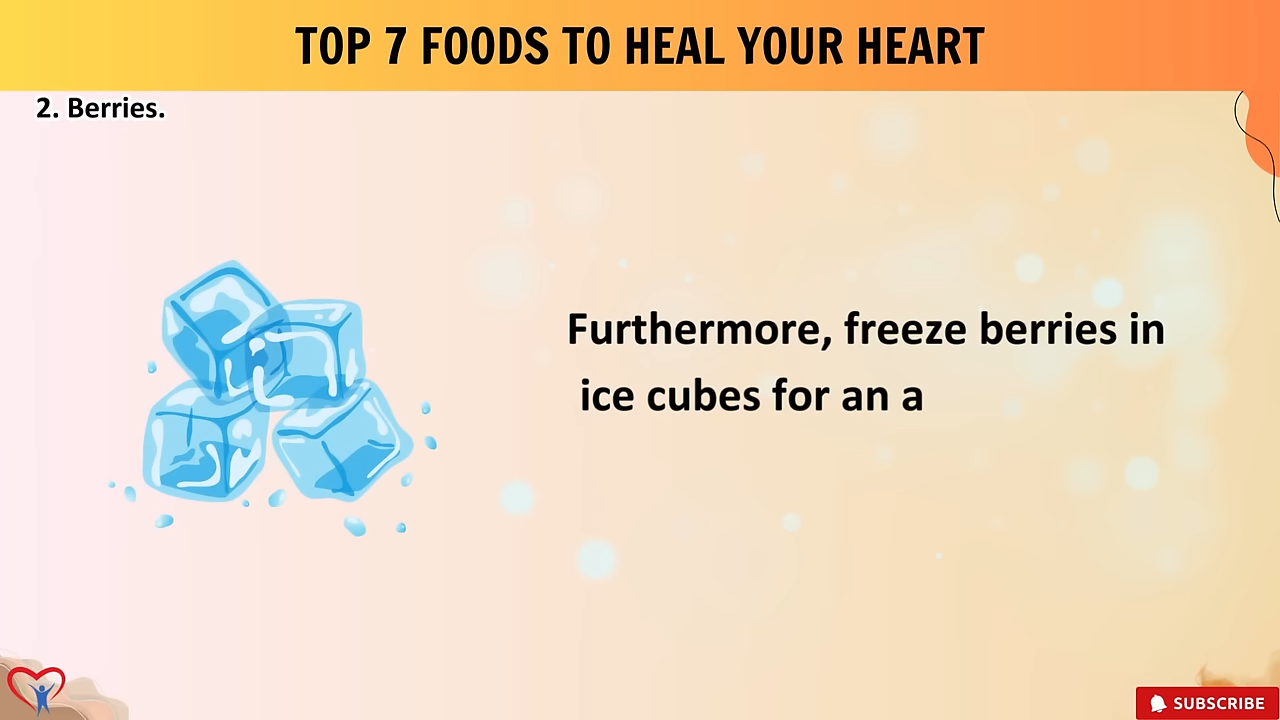 TOP 7 FOODS TO HEAL YOUR HEART
2. Berries.
Furthermore, freeze berries in
ice cubes for an a
SUBSCRIBE